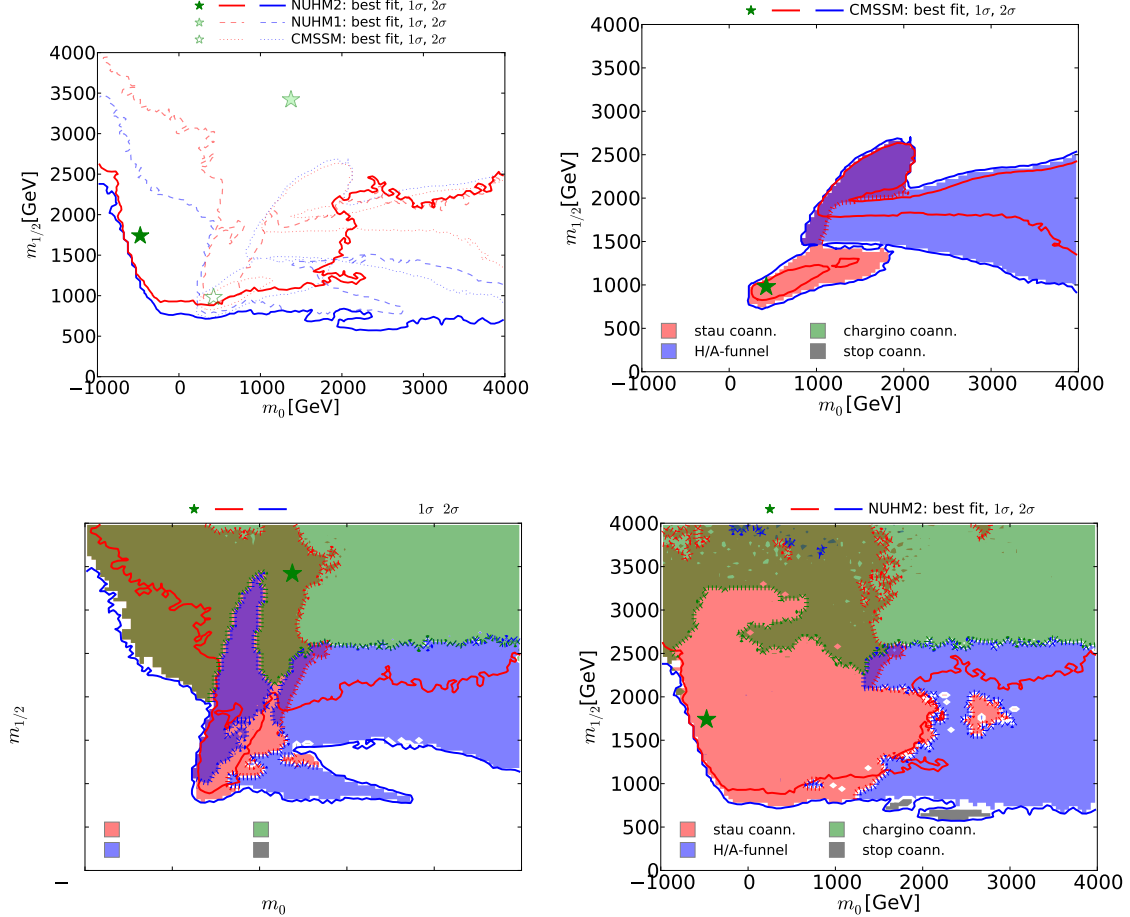 NUHM2: best fit, 1σ, 2σ
NUHM1: best fit, 1σ, 2σ
CMSSM: best fit, 1σ, 2σ
4000
3500
3000
2500
2000
1500
1000
500
0
m1/2[GeV]
−1000 0 1000 2000 3000 4000
m0[GeV]
CMSSM: best fit, 1σ, 2σ
4000
3500
3000
2500
2000
1500
1000
500
0
m1/2[GeV]
stau coann. chargino coann.
H/A-funnel stop coann.
−1000 0 1000 2000 3000 4000
m0[GeV]
1σ 2σ
m1/2
−
m0
NUHM2: best fit, 1σ, 2σ
4000
3500
3000
2500
2000
1500
1000
500
0
m1/2[GeV]
stau coann. chargino coann.
H/A-funnel stop coann.
−1000 0 1000 2000 3000 4000
m0[GeV]